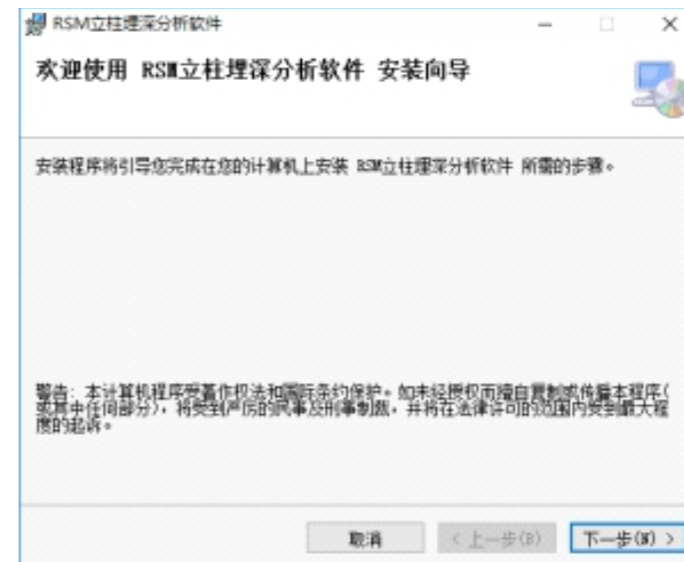 RSM立柱埋深分析软件
欢迎使用 RSM立柱埋深分析软件 安装向导
安装程序将引导您完成在您的计算机上安装 RSM立柱埋深分析软件 所需的步骤。
警告: 本计算机程序受著作权法和国际条约保护。如未经授权而擅自复制或传播本程序(
或其中任何部分)，将受到严厉的民事及刑事制裁，并将在法律许可的范围内受到最大程
度的起诉。
取消 < 上一步(B) 下一步(N) >